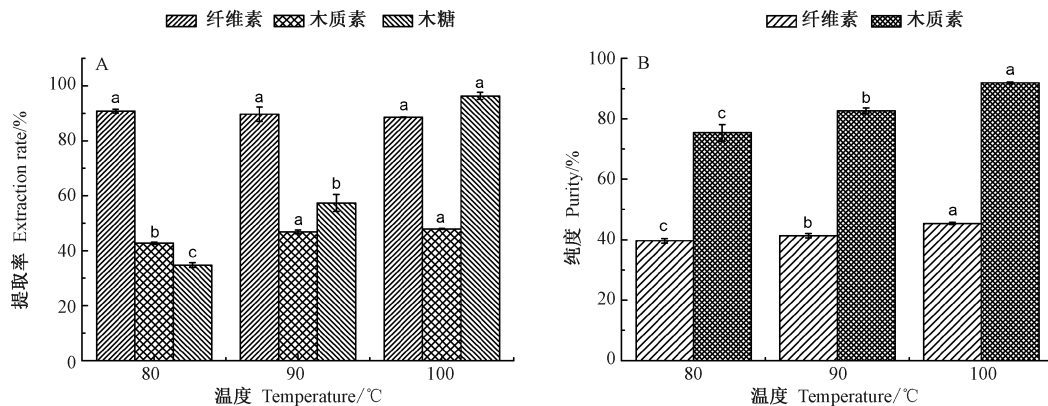 纤维素 木质素 木糖
A
提取率 Extraction rate/%
100
80
60
40
20
0
a b c
a a b
a a a
80 90 100
温度 Temperature/℃
纤维素 木质素
B
纯度 Purity/%
100
80
60
40
20
0
c c
b b
a a
80 90 100
温度 Temperature/℃